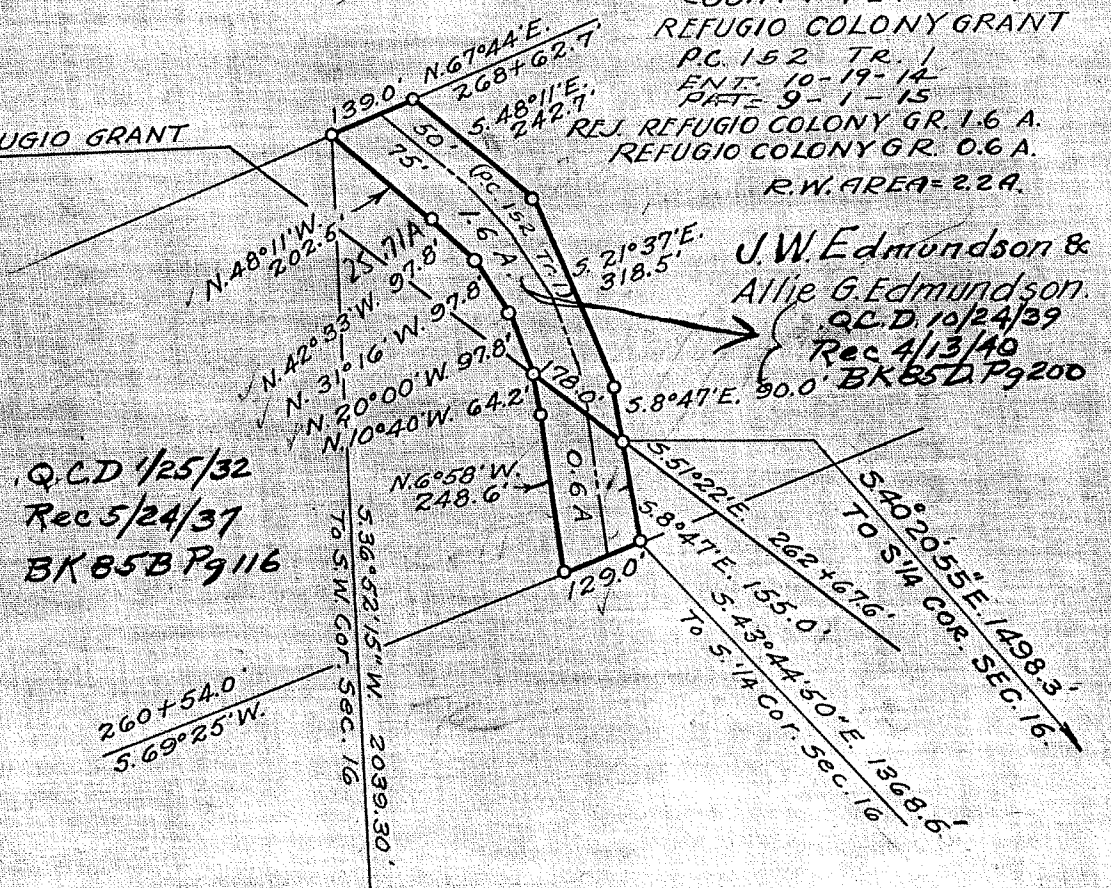 REFUGIO COLONY GRANT
P.C. 152 TR. 1
ENT. 10-19-14
PAT= 9-1-15
REJ. REFUGIO COLONY GR. 1.6 A.
REFUGIO COLONY GR. 0.6 A.
R.W. AREA = 2.2 A.
UGIO GRANT
139.0'
N.67°44'E.
268+62.7'
S.48°11'E.
242.7'
50'
75'
(P.C. 152 Tr. 1)
1.6 A.
N.48°11'W.
202.6'
25.71A
S.21°37'E.
318.5'
J.W. Edmundson &
Allie G. Edmundson.
Q.C.D. 10/24/39
Rec 4/13/40
BK 85D Pg 200
N.42°33'W. 97.8'
N.31°16'W. 97.8'
N.20°00'W. 97.8'
N.10°40'W. 64.2'
178.0'
S.8°47'E. 90.0'
N.6°58'W.
248.6'
0.6 A
Q.C.D 1/25/32
Rec 5/24/37
BK 85B Pg 116
S.51°22'E. 262+67.6'
S.8°47'E. 155.0'
129.0'
S40°20'55"E. 1498.3'
TO S'1/4 COR. SEC. 16.
S.43°44'50"E. 1368.6'
To S.'1/4 Cor. Sec. 16
S.36°52'15"W. 2039.30'
To S.W. Cor. Sec. 16
260+54.0'
S.69°25'W.